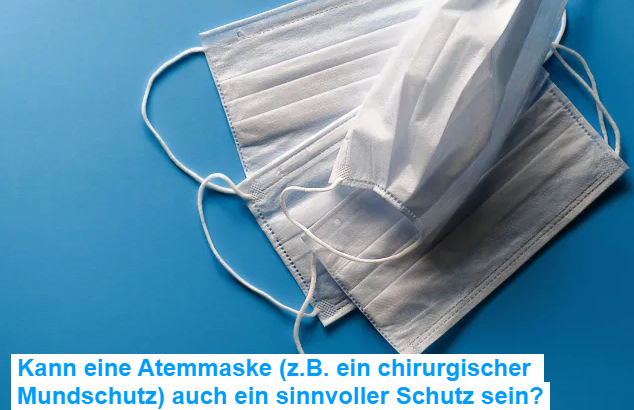 Kann eine Atemmaske (z.B. ein chirurgischer
Mundschutz) auch ein sinnvoller Schutz sein?